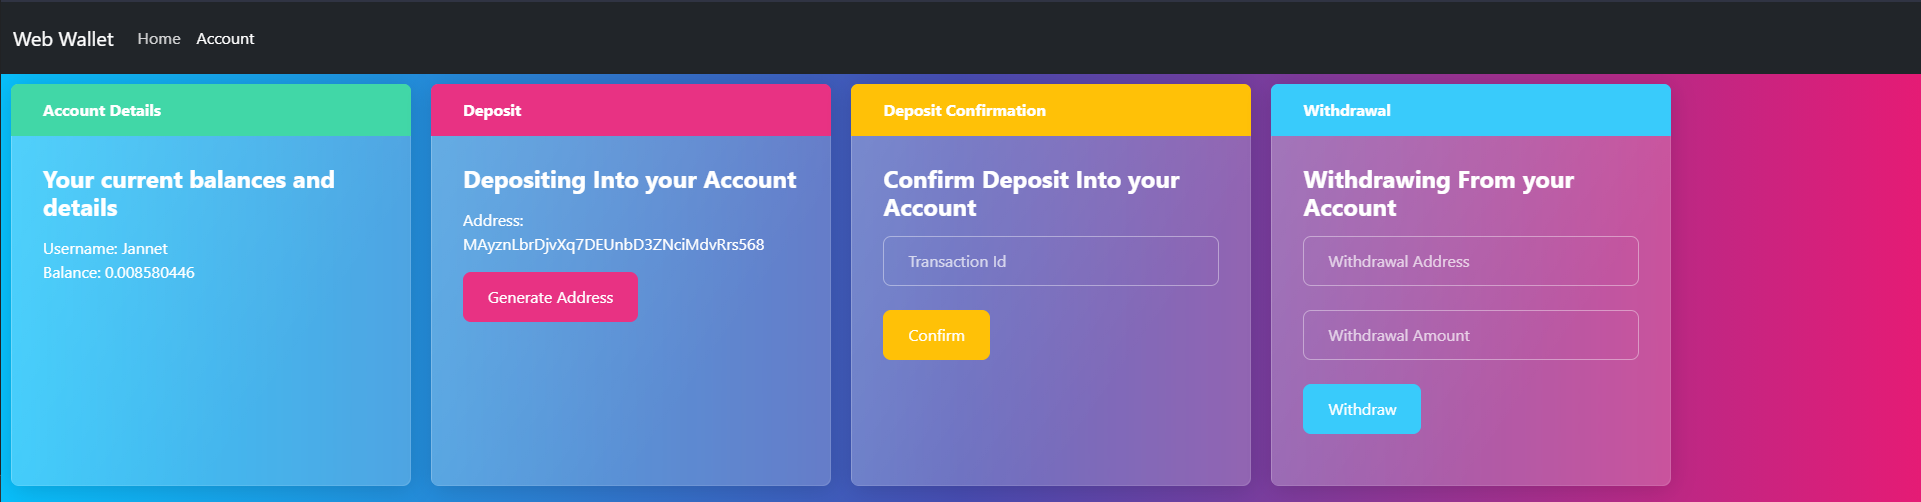 Web Wallet Home Account
Account Details
Your current balances and
details
Username: Jannet
Balance: 0.008580446
Deposit
Depositing Into your Account
Address:
MAyznLbrDjvXq7DEUnbD3ZNciMdvRrs568
Generate Address
Deposit Confirmation
Confirm Deposit Into your
Account
Transaction Id
Confirm
Withdrawal
Withdrawing From your
Account
Withdrawal Address
Withdrawal Amount
Withdraw